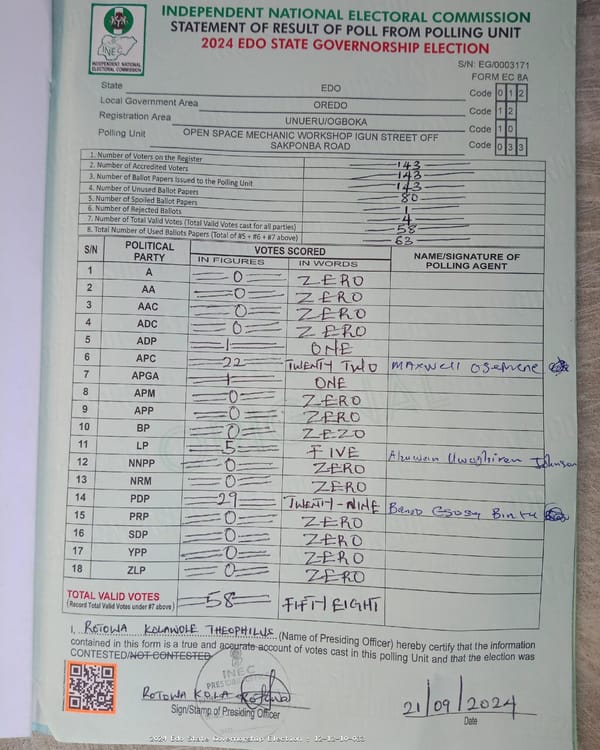 INDEPENDENT NATIONAL ELECTORAL COMMISSION
STATEMENT OF RESULT OF POLL FROM POLLING UNIT
2024 EDO STATE GOVERNORSHIP ELECTION
INEC
INDEPENDENT NATIONAL ELECTORAL COMMISSION
S/N: EG/0003171
FORM EC 8A
State EDO Code 0 1 2
Local Government Area OREDO Code 1 2
Registration Area UNUERU/OGBOKA Code 1 0
Polling Unit OPEN SPACE MECHANIC WORKSHOP IGUN STREET OFF SAKPONBA ROAD Code 0 3 3
1. Number of Voters on the Register 143
2. Number of Accredited Voters 143
3. Number of Ballot Papers Issued to the Polling Unit 143
4. Number of Unused Ballot Papers 80
5. Number of Spoiled Ballot Papers 1
6. Number of Rejected Ballots 4
7. Number of Total Valid Votes (Total Valid Votes cast for all parties) 58
8. Total Number of Used Ballots Papers (Total of #5 + #6 + #7 above) 63
S/N POLITICAL PARTY VOTES SCORED NAME/SIGNATURE OF POLLING AGENT
IN FIGURES IN WORDS
1 A 0 ZERO
2 AA 0 ZERO
3 AAC 0 ZERO
4 ADC 0 ZERO
5 ADP 1 ONE
6 APC 22 TWENTY TWO MAXWELL OSEMENE
7 APGA 1 ONE
8 APM 0 ZERO
9 APP 0 ZERO
10 BP 0 ZEZO
11 LP 5 FIVE Johnson
12 NNPP 0 ZERO
13 NRM 0 ZERO
14 PDP 29 TWENTY-NINE
15 PRP 0 ZERO
16 SDP 0 ZERO
17 YPP 0 ZERO
18 ZLP 0 ZERO
TOTAL VALID VOTES 58 FIFTY EIGHT
(Record Total Valid Votes under #7 above)
I, ROTOWA KOLAWOLE THEOPHILUS (Name of Presiding Officer) hereby certify that the information
contained in this form is a true and accurate account of votes cast in this polling Unit and that the election was
CONTESTED/NOT CONTESTED
INEC
ROTOWA KOLA
Sign/Stamp of Presiding Officer
21/09/2024
Date
2024 Edo State Governorship Election : 12-12-10-033